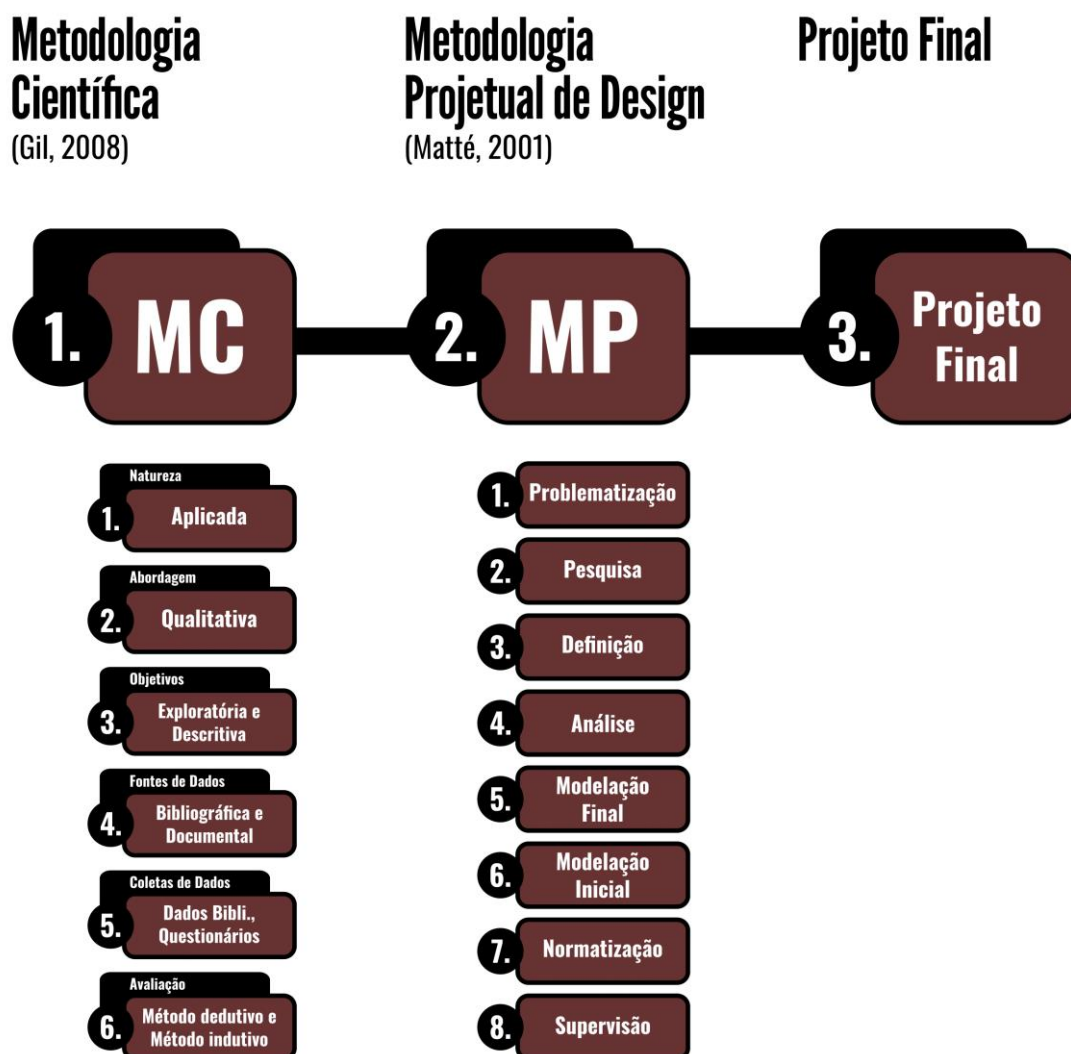 Metodologia
Científica
(Gil, 2008)
Metodologia
Projetual de Design
(Matté, 2001)
Projeto Final
1.
MC
2.
MP
3.
Projeto
Final
Natureza
1.
Aplicada
Abordagem
2.
Qualitativa
Objetivos
3.
Exploratória e
Descritiva
Fontes de Dados
4.
Bibliográfica e
Documental
Coletas de Dados
5.
Dados Bibli.,
Questionários
Avaliação
6.
Método dedutivo e
Método indutivo
1.
Problematização
2.
Pesquisa
3.
Definição
4.
Análise
5.
Modelação
Final
6.
Modelação
Inicial
7.
Normatização
8.
Supervisão